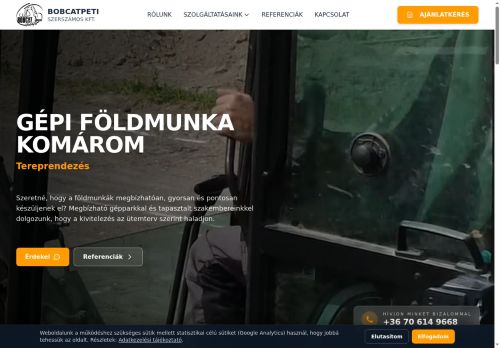 BOBCATPETI
SZERSZÁMOS KFT.
RÓLUNK SZOLGÁLTATÁSAINK REFERENCIÁK KAPCSOLAT
AJÁNLATKÉRÉS
GÉPI FÖLDMUNKA
KOMÁROM
Tereprendezés
Szeretné, hogy a földmunkák megbízhatóan, gyorsan és pontosan
készüljenek el? Megbízható gépparkkal és tapasztalt szakembereinkkel
dolgozunk, hogy a kivitelezés az ütemterv szerint haladjon.
Érdekel Referenciák
HÍVJON MINKET BIZALOMMAL
+36 70 614 9668
Weboldalunk a működéshez szükséges sütik mellett statisztikai célú sütiket (Google Analytics) használ, hogy jobbá
tehessük az oldalt. Részletek: Adatkezelési tájékoztató.
Elutasítom Elfogadom